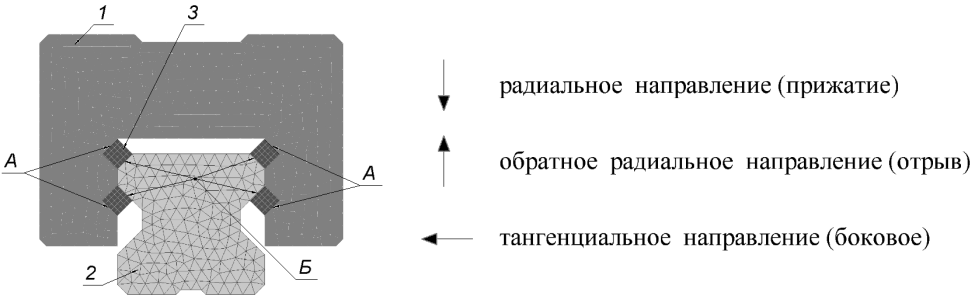 1
3
А
А
2
Б
радиальное направление (прижатие)
обратное радиальное направление (отрыв)
тангенциальное направление (боковое)